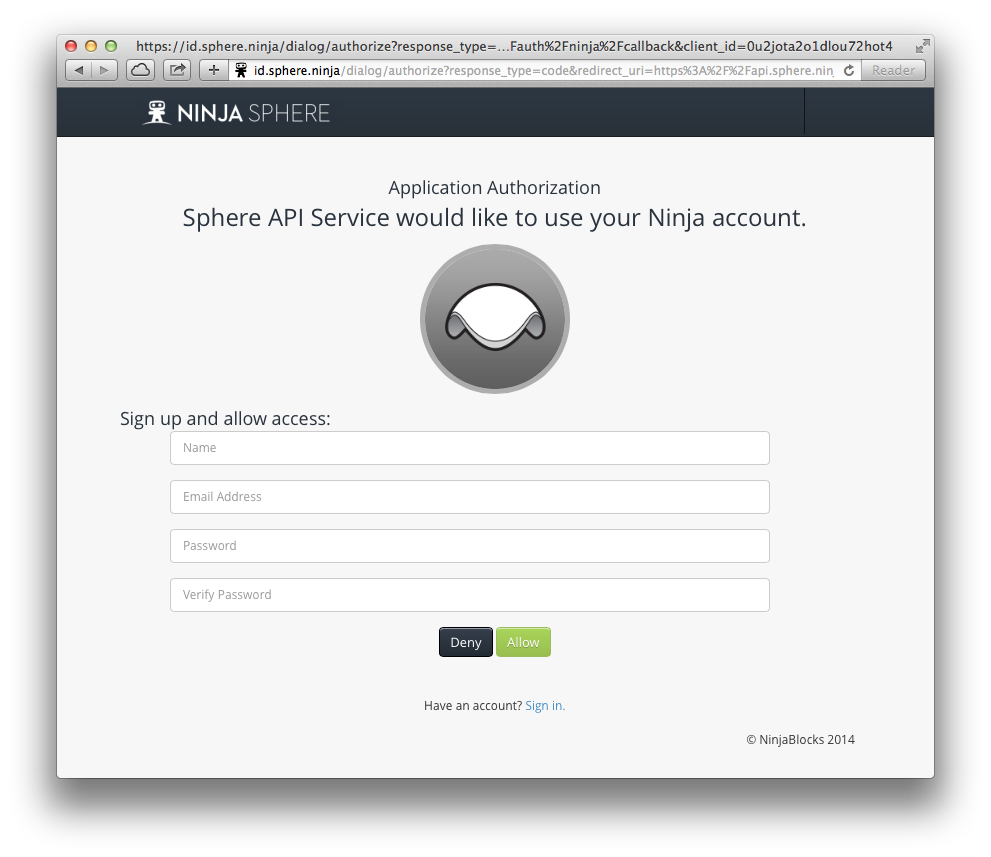 https://id.sphere.ninja/dialog/authorize?response_type=...Fauth%2Fninja%2Fcallback&client_id=0u2jota2o1dlou72hot4
id.sphere.ninja/dialog/authorize?response_type=code&redirect_uri=https%3A%2F%2Fapi.sphere.nin
Reader
NINJA SPHERE
Application Authorization
Sphere API Service would like to use your Ninja account.
Sign up and allow access:
Name
Email Address
Password
Verify Password
Deny Allow
Have an account? Sign in.
© NinjaBlocks 2014